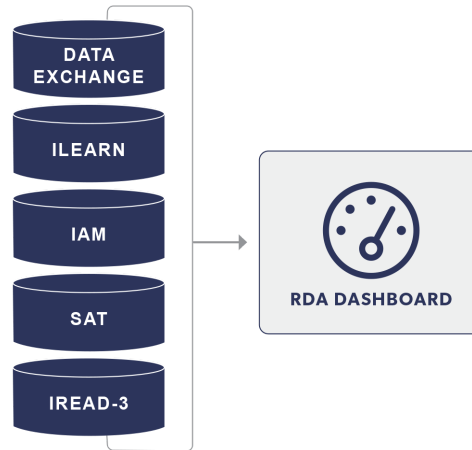 DATA
EXCHANGE
ILEARN
IAM
SAT
IREAD-3
RDA DASHBOARD